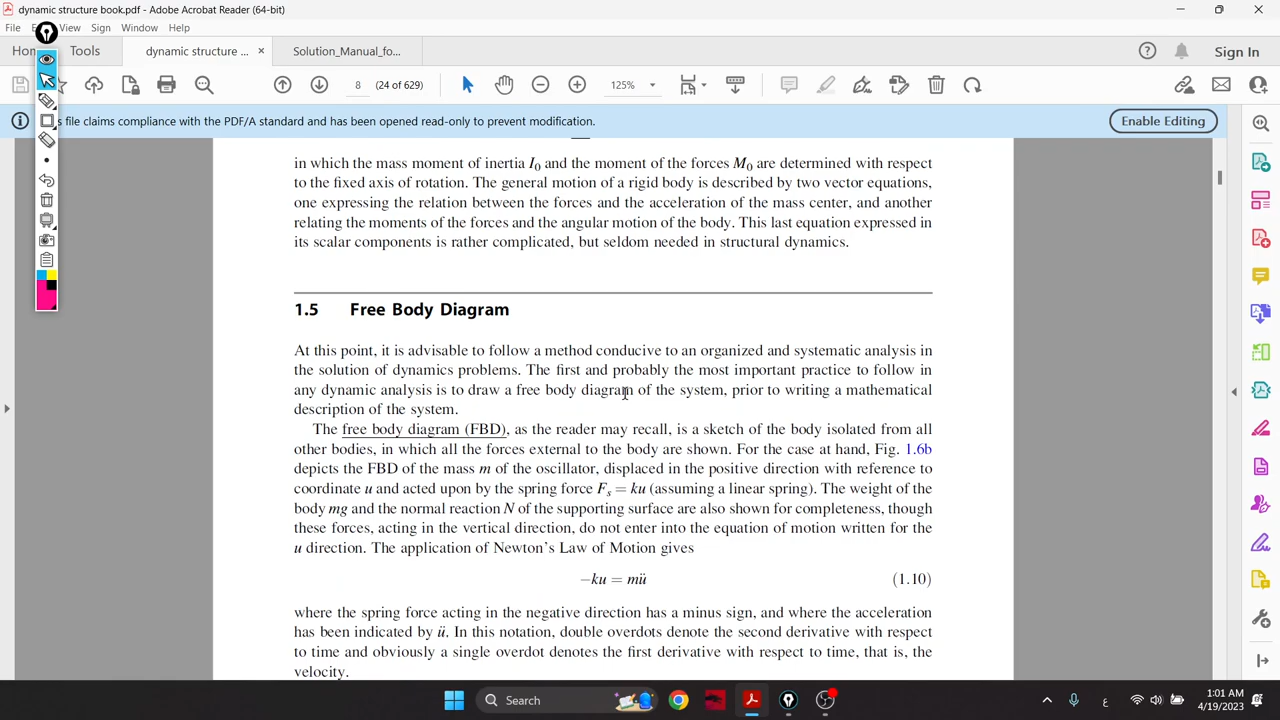 dynamic structure book.pdf - Adobe Acrobat Reader (64-bit)
File
View Sign Window Help
Tools
dynamic structure ... ×
Solution_Manual_fo...
Sign In
8 (24 of 629)
125%
file claims compliance with the PDF/A standard and has been opened read-only to prevent modification.
Enable Editing
in which the mass moment of inertia I₀ and the moment of the forces M₀ are determined with respect
to the fixed axis of rotation. The general motion of a rigid body is described by two vector equations,
one expressing the relation between the forces and the acceleration of the mass center, and another
relating the moments of the forces and the angular motion of the body. This last equation expressed in
its scalar components is rather complicated, but seldom needed in structural dynamics.
1.5 Free Body Diagram
At this point, it is advisable to follow a method conducive to an organized and systematic analysis in
the solution of dynamics problems. The first and probably the most important practice to follow in
any dynamic analysis is to draw a free body diagram of the system, prior to writing a mathematical
description of the system.
The free body diagram (FBD), as the reader may recall, is a sketch of the body isolated from all
other bodies, in which all the forces external to the body are shown. For the case at hand, Fig. 1.6b
depicts the FBD of the mass m of the oscillator, displaced in the positive direction with reference to
coordinate u and acted upon by the spring force Fₛ = ku (assuming a linear spring). The weight of the
body mg and the normal reaction N of the supporting surface are also shown for completeness, though
these forces, acting in the vertical direction, do not enter into the equation of motion written for the
u direction. The application of Newton's Law of Motion gives
−ku = mü (1.10)
where the spring force acting in the negative direction has a minus sign, and where the acceleration
has been indicated by ü. In this notation, double overdots denote the second derivative with respect
to time and obviously a single overdot denotes the first derivative with respect to time, that is, the
velocity.
Search
ع
1:01 AM
4/19/2023